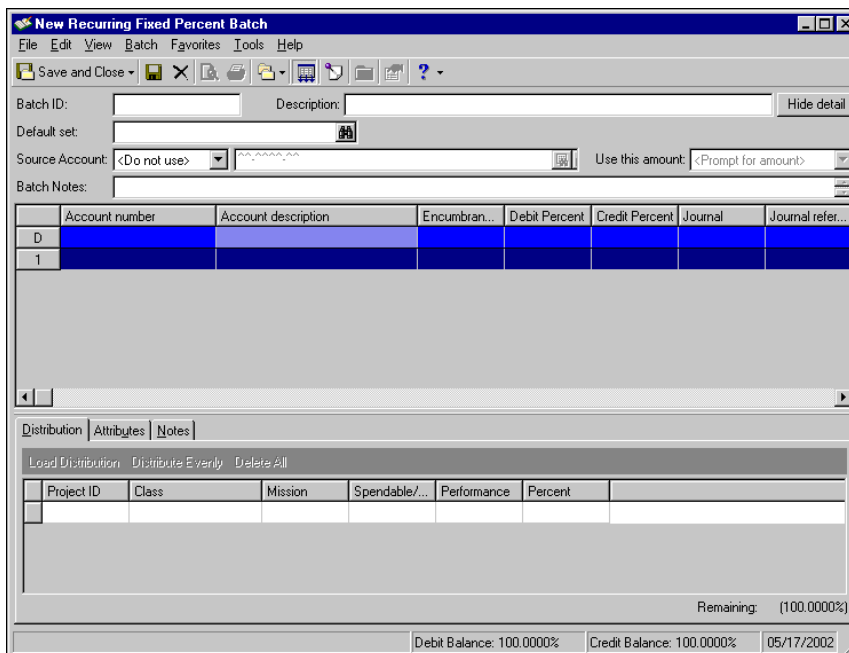 New Recurring Fixed Percent Batch
File Edit View Batch Favorites Tools Help
Save and Close
Batch ID: Description: Hide detail
Default set:
Source Account: <Do not use> ^^-^^^^-^^ Use this amount: <Prompt for amount>
Batch Notes:
Account number Account description Encumbran... Debit Percent Credit Percent Journal Journal refer...
D
1
Distribution Attributes Notes
Load Distribution Distribute Evenly Delete All
Project ID Class Mission Spendable/... Performance Percent
Remaining: (100.0000%)
Debit Balance: 100.0000% Credit Balance: 100.0000% 05/17/2002